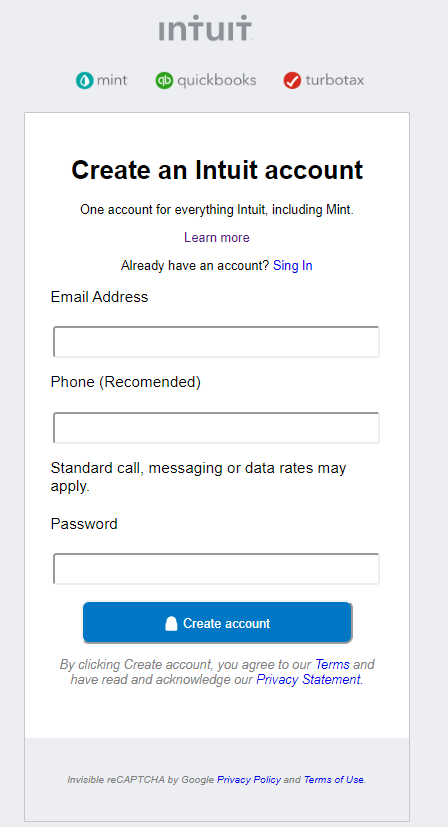 intuit.
mint qb quickbooks turbotax
Create an Intuit account
One account for everything Intuit, including Mint.
Learn more
Already have an account? Sing In
Email Address
Phone (Recomended)
Standard call, messaging or data rates may
apply.
Password
Create account
By clicking Create account, you agree to our Terms and
have read and acknowledge our Privacy Statement.
Invisible reCAPTCHA by Google Privacy Policy and Terms of Use.